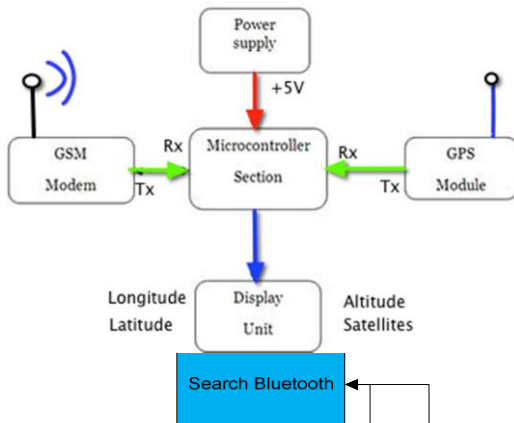 Power
supply
+5V
GSM
Modem
Rx
Tx
Microcontroller
Section
Rx
Tx
GPS
Module
Longitude
Latitude
Display
Unit
Altitude
Satellites
Search Bluetooth